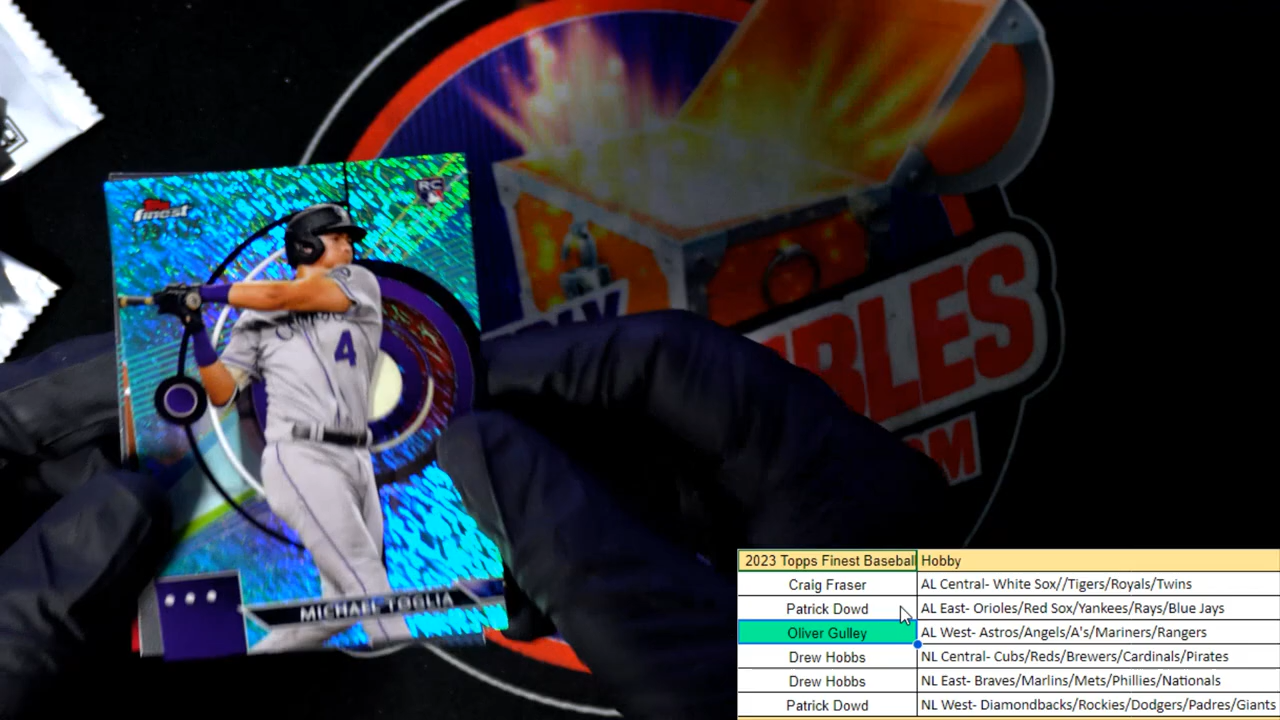 finest
RC
4
MICHAEL TOGLIA
BLES
OM
2023 Topps Finest Baseball Hobby
Craig Fraser AL Central- White Sox//Tigers/Royals/Twins
Patrick Dowd AL East- Orioles/Red Sox/Yankees/Rays/Blue Jays
Oliver Gulley AL West- Astros/Angels/A's/Mariners/Rangers
Drew Hobbs NL Central- Cubs/Reds/Brewers/Cardinals/Pirates
Drew Hobbs NL East- Braves/Marlins/Mets/Phillies/Nationals
Patrick Dowd NL West- Diamondbacks/Rockies/Dodgers/Padres/Giants